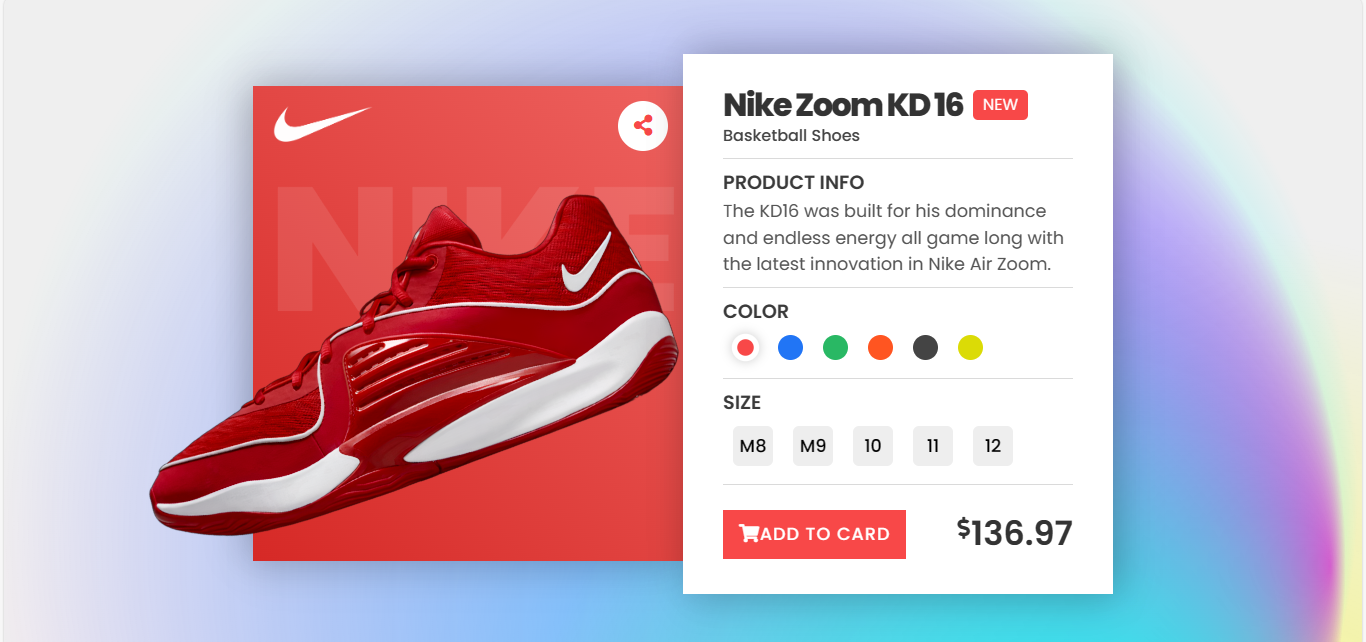 NIKE
Nike Zoom KD 16 NEW
Basketball Shoes
PRODUCT INFO
The KD16 was built for his dominance
and endless energy all game long with
the latest innovation in Nike Air Zoom.
COLOR
SIZE
M8 M9 10 11 12
ADD TO CARD $136.97